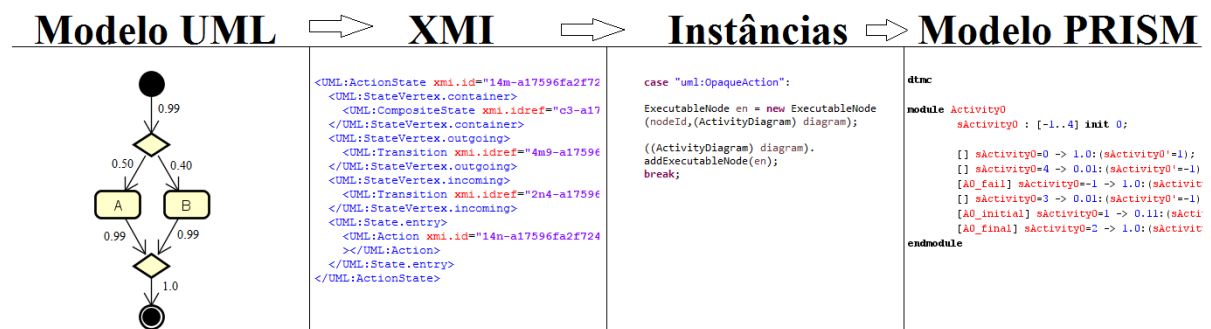 Modelo UML
XMI
Instâncias
Modelo PRISM
0.99
0.50
0.40
A
B
0.99
0.99
1.0
<UML:ActionState xmi.id="14m-a17596fa2f72
<UML:StateVertex.container>
<UML:CompositeState xmi.idref="c3-a17
</UML:StateVertex.container>
<UML:StateVertex.outgoing>
<UML:Transition xmi.idref="4m9-a17596
</UML:StateVertex.outgoing>
<UML:StateVertex.incoming>
<UML:Transition xmi.idref="2n4-a17596
</UML:StateVertex.incoming>
<UML:State.entry>
<UML:Action xmi.id="14n-a17596fa2f724
></UML:Action>
</UML:State.entry>
</UML:ActionState>
case "uml:OpaqueAction":
ExecutableNode en = new ExecutableNode
(nodeId,(ActivityDiagram) diagram);
((ActivityDiagram) diagram).
addExecutableNode(en);
break;
dtmc
module Activity0
sActivity0 : [-1..4] init 0;
[] sActivity0=0 -> 1.0:(sActivity0'=1);
[] sActivity0=4 -> 0.01:(sActivity0'=-1)
[A0_fail] sActivity0=-1 -> 1.0:(sActivit
[] sActivity0=3 -> 0.01:(sActivity0'=-1)
[A0_initial] sActivity0=1 -> 0.11:(sActi
[A0_final] sActivity0=2 -> 1.0:(sActivit
endmodule